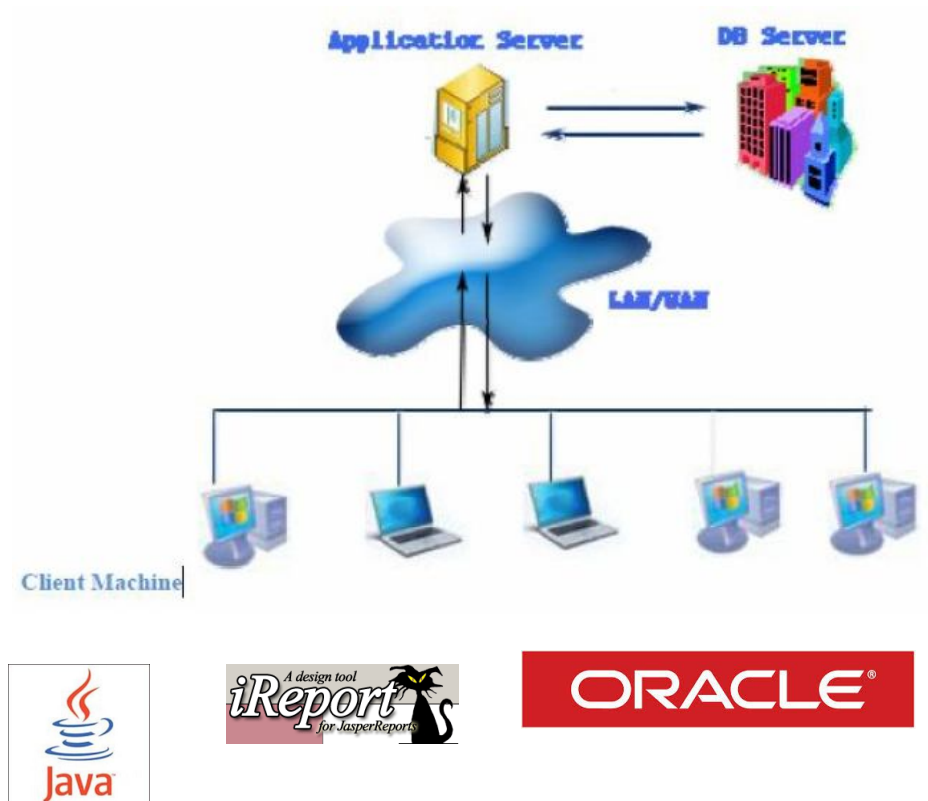 Application Server
DB Server
LAN/WAN
Client Machine
A design tool
iReport
for JasperReports
ORACLE®
Java